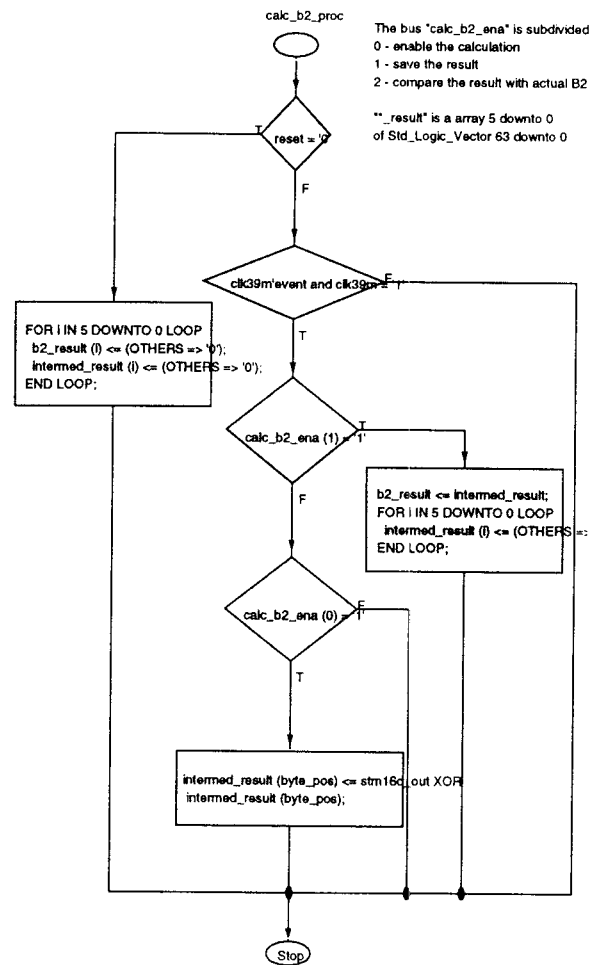 calc_b2_proc
The bus "calc_b2_ena" is subdivided
0 - enable the calculation
1 - save the result
2 - compare the result with actual B2
"*_result" is a array 5 downto 0
of Std_Logic_Vector 63 downto 0
T
reset = '0'
F
clk39m'event and clk39m = '1'
F
T
FOR i IN 5 DOWNTO 0 LOOP
b2_result (i) <= (OTHERS => '0');
intermed_result (i) <= (OTHERS => '0');
END LOOP;
calc_b2_ena (1) = '1'
T
F
b2_result <= intermed_result;
FOR i IN 5 DOWNTO 0 LOOP
intermed_result (i) <= (OTHERS =>
END LOOP;
calc_b2_ena (0) = '1'
F
T
intermed_result (byte_pos) <= stm16d_out XOR
intermed_result (byte_pos);
Stop